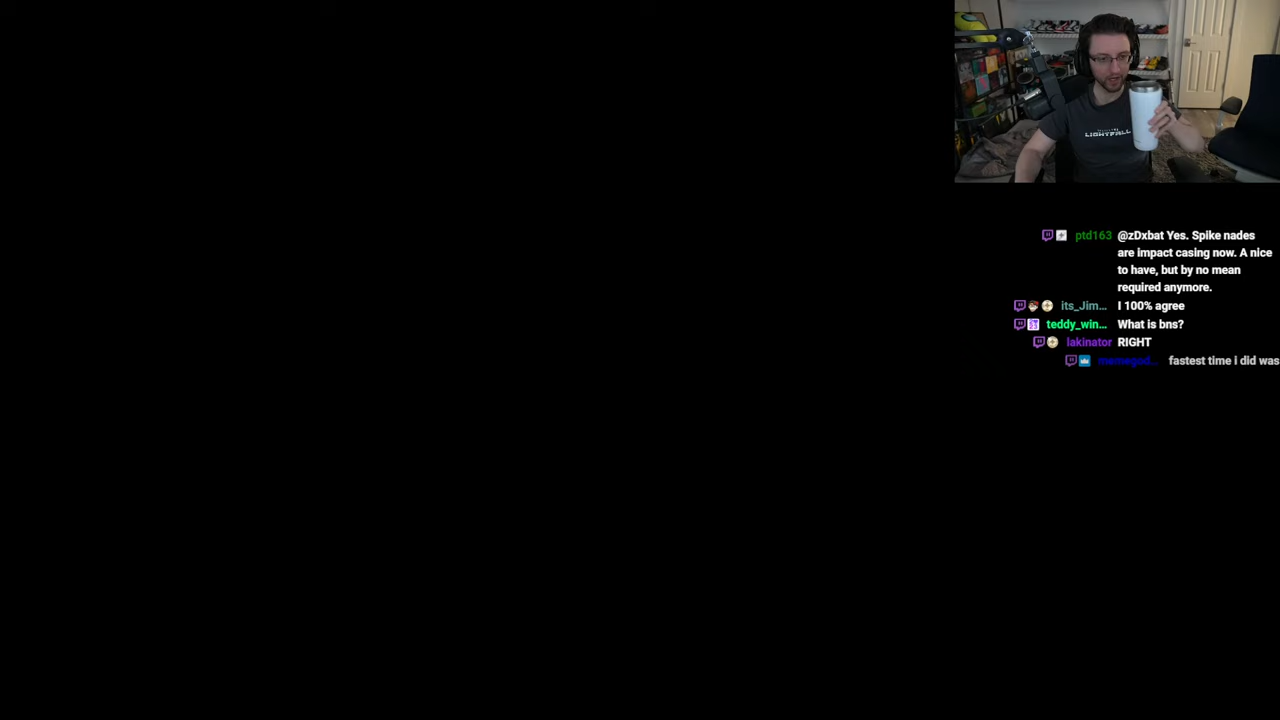 LIGHTFALL
ptd163 @zDxbat Yes. Spike nades
are impact casing now. A nice
to have, but by no mean
required anymore.
its_Jim... I 100% agree
teddy_win... What is bns?
lakinator RIGHT
memegod... fastest time i did was